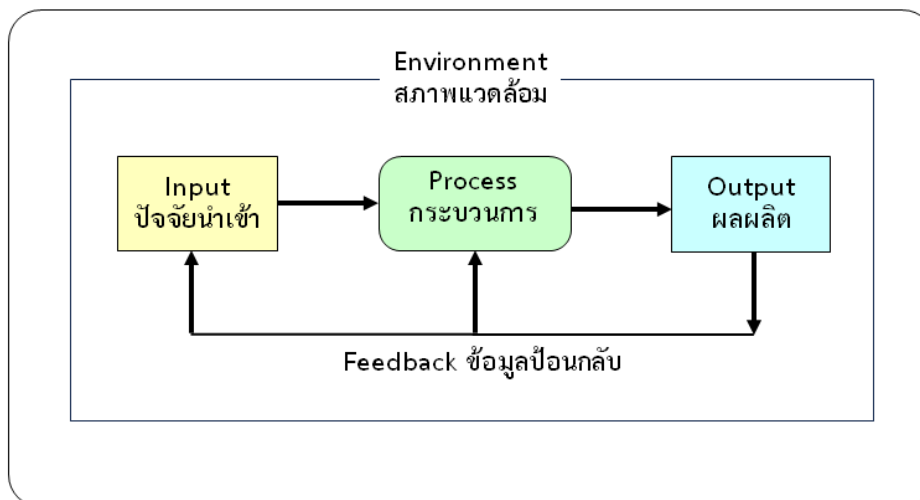 Environment
สภาพแวดล้อม
Input
ปัจจัยนำเข้า
Process
กระบวนการ
Output
ผลผลิต
Feedback ข้อมูลป้อนกลับ